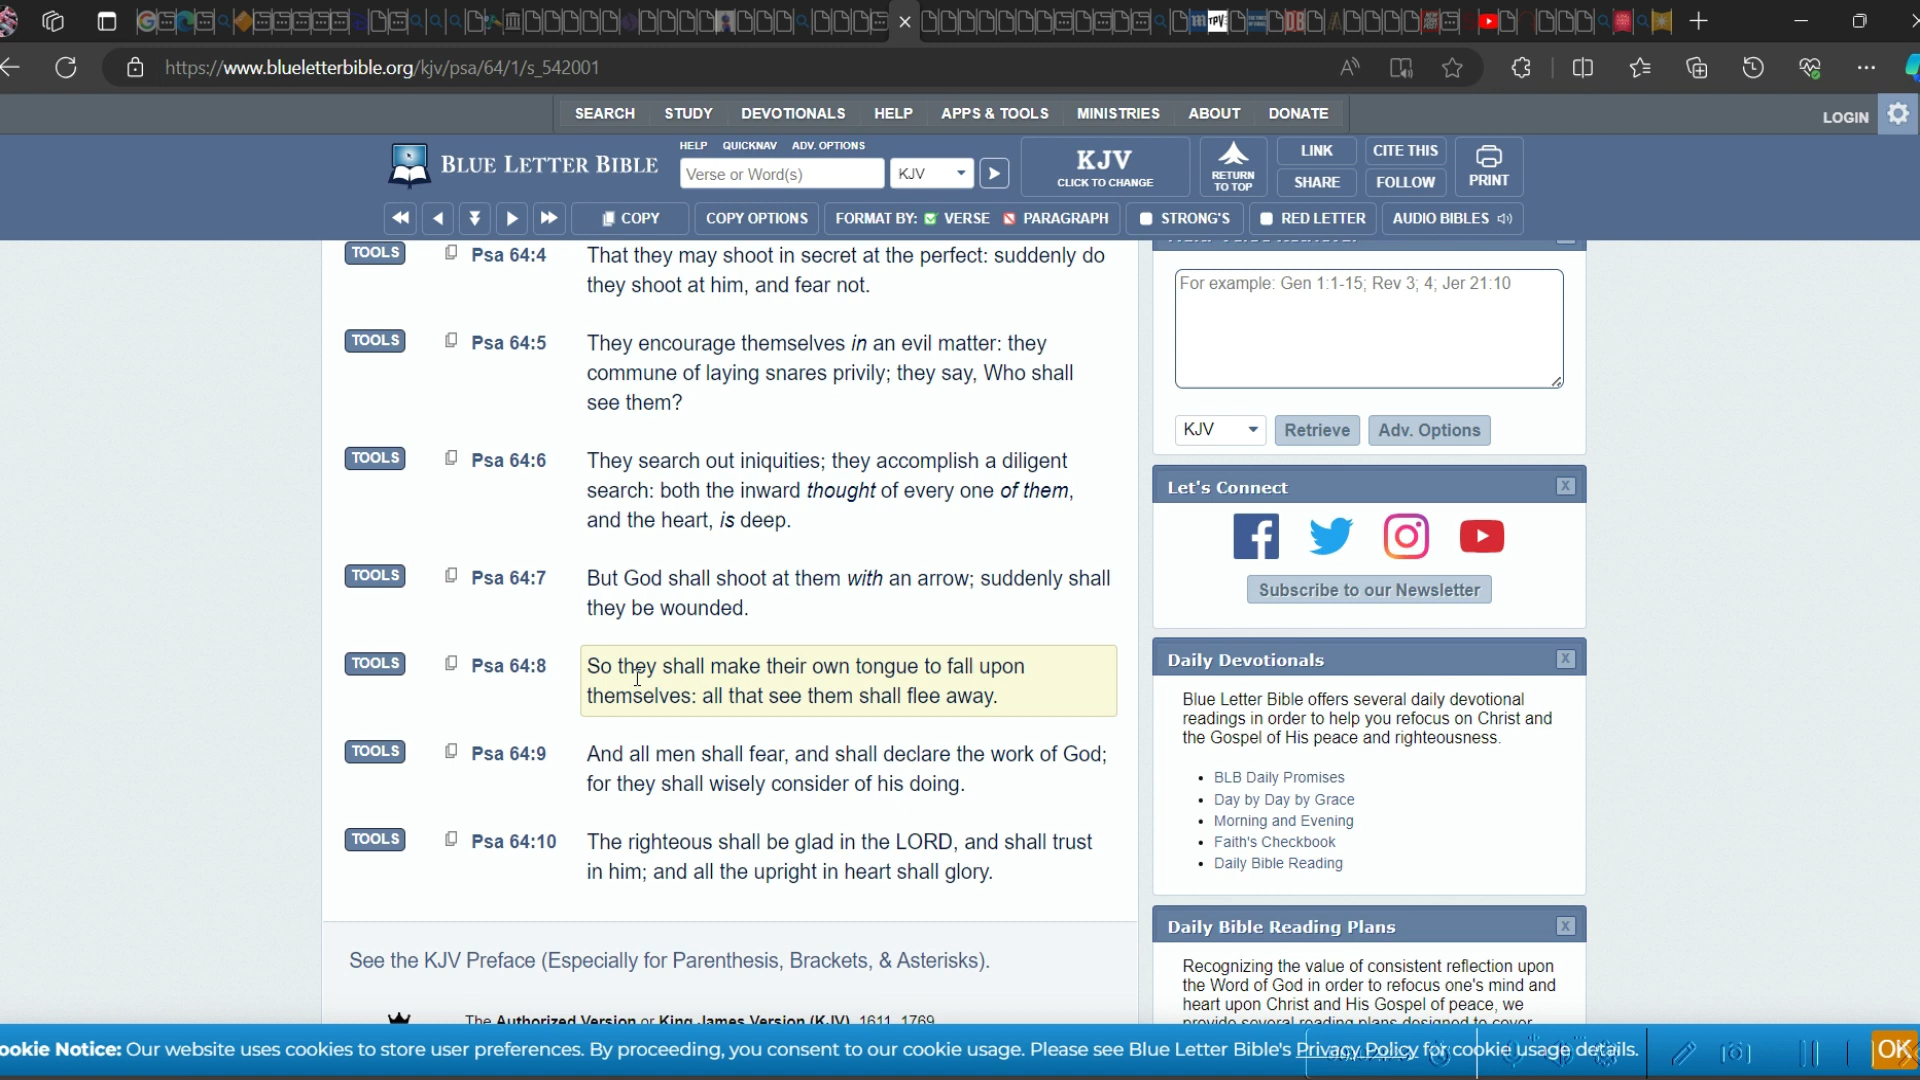 https://www.blueletterbible.org/kjv/psa/64/1/s_542001
SEARCH STUDY DEVOTIONALS HELP APPS & TOOLS MINISTRIES ABOUT DONATE
LOGIN
BLUE LETTER BIBLE
HELP QUICKNAV ADV. OPTIONS
Verse or Word(s)
KJV
KJV
CLICK TO CHANGE
RETURN
TO TOP
LINK
CITE THIS
SHARE
FOLLOW
PRINT
COPY
COPY OPTIONS
FORMAT BY: VERSE PARAGRAPH
STRONG'S
RED LETTER
AUDIO BIBLES
TOOLS Psa 64:4 That they may shoot in secret at the perfect: suddenly do
they shoot at him, and fear not.
TOOLS Psa 64:5 They encourage themselves in an evil matter: they
commune of laying snares privily; they say, Who shall
see them?
TOOLS Psa 64:6 They search out iniquities; they accomplish a diligent
search: both the inward thought of every one of them,
and the heart, is deep.
TOOLS Psa 64:7 But God shall shoot at them with an arrow; suddenly shall
they be wounded.
TOOLS Psa 64:8 So they shall make their own tongue to fall upon
themselves: all that see them shall flee away.
TOOLS Psa 64:9 And all men shall fear, and shall declare the work of God;
for they shall wisely consider of his doing.
TOOLS Psa 64:10 The righteous shall be glad in the LORD, and shall trust
in him; and all the upright in heart shall glory.
See the KJV Preface (Especially for Parenthesis, Brackets, & Asterisks).
The Authorized Version or King James Version (KJV), 1611, 1769
For example: Gen 1:1-15; Rev 3; 4; Jer 21:10
KJV
Retrieve
Adv. Options
Let's Connect
X
Subscribe to our Newsletter
Daily Devotionals
X
Blue Letter Bible offers several daily devotional
readings in order to help you refocus on Christ and
the Gospel of His peace and righteousness.
• BLB Daily Promises
• Day by Day by Grace
• Morning and Evening
• Faith's Checkbook
• Daily Bible Reading
Daily Bible Reading Plans
X
Recognizing the value of consistent reflection upon
the Word of God in order to refocus one's mind and
heart upon Christ and His Gospel of peace, we
provide several reading plans designed to cover
ookie Notice: Our website uses cookies to store user preferences. By proceeding, you consent to our cookie usage. Please see Blue Letter Bible's Privacy Policy for cookie usage details.
OK